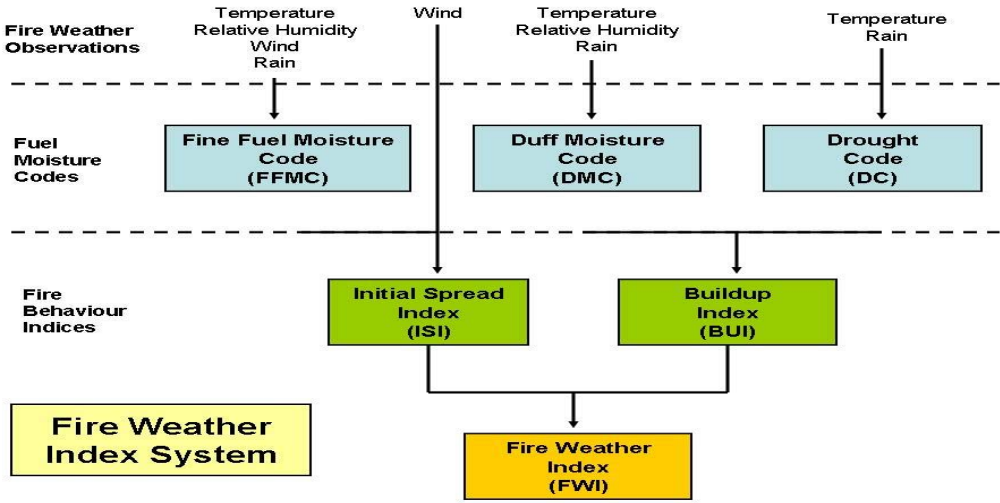 Fire Weather
Observations
Temperature
Relative Humidity
Wind
Rain
Wind
Temperature
Relative Humidity
Rain
Temperature
Rain
Fuel
Moisture
Codes
Fine Fuel Moisture
Code
(FFMC)
Duff Moisture
Code
(DMC)
Drought
Code
(DC)
Fire
Behaviour
Indices
Initial Spread
Index
(ISI)
Buildup
Index
(BUI)
Fire Weather
Index System
Fire Weather
Index
(FWI)